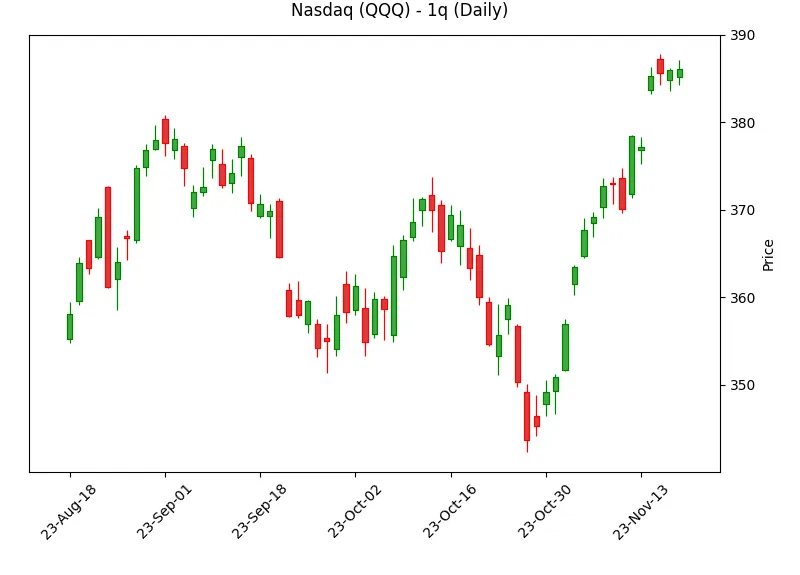 Nasdaq (QQQ) - 1q (Daily)
390
380
370
360
350
Price
23-Aug-18
23-Sep-01
23-Sep-18
23-Oct-02
23-Oct-16
23-Oct-30
23-Nov-13